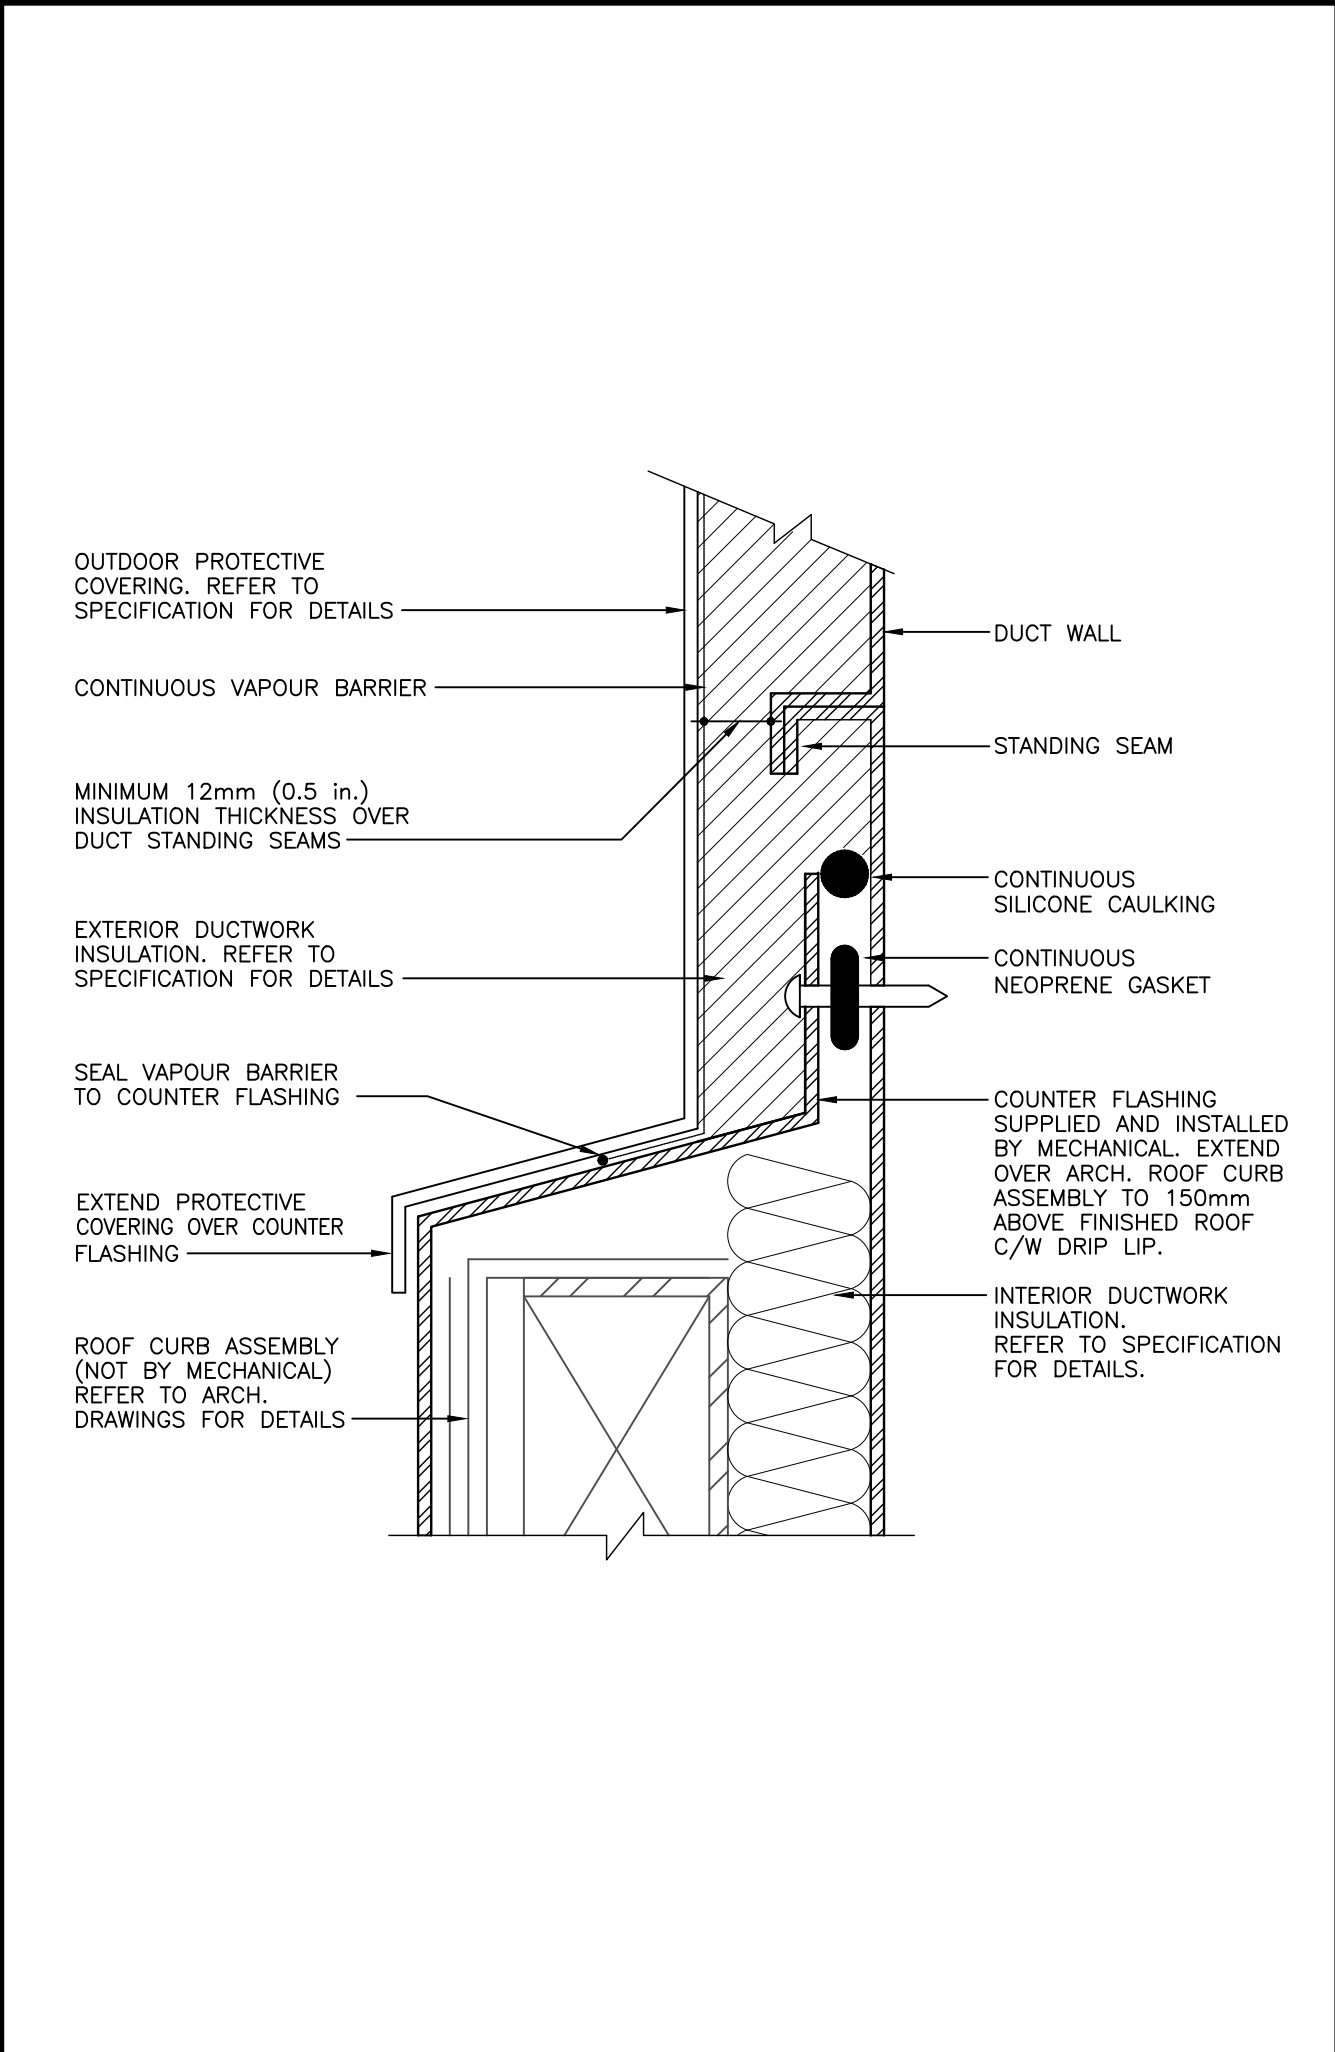 OUTDOOR PROTECTIVE
COVERING. REFER TO
SPECIFICATION FOR DETAILS
CONTINUOUS VAPOUR BARRIER
MINIMUM 12mm (0.5 in.)
INSULATION THICKNESS OVER
DUCT STANDING SEAMS
EXTERIOR DUCTWORK
INSULATION. REFER TO
SPECIFICATION FOR DETAILS
SEAL VAPOUR BARRIER
TO COUNTER FLASHING
EXTEND PROTECTIVE
COVERING OVER COUNTER
FLASHING
ROOF CURB ASSEMBLY
(NOT BY MECHANICAL)
REFER TO ARCH.
DRAWINGS FOR DETAILS
DUCT WALL
STANDING SEAM
CONTINUOUS
SILICONE CAULKING
CONTINUOUS
NEOPRENE GASKET
COUNTER FLASHING
SUPPLIED AND INSTALLED
BY MECHANICAL. EXTEND
OVER ARCH. ROOF CURB
ASSEMBLY TO 150mm
ABOVE FINISHED ROOF
C/W DRIP LIP.
INTERIOR DUCTWORK
INSULATION.
REFER TO SPECIFICATION
FOR DETAILS.